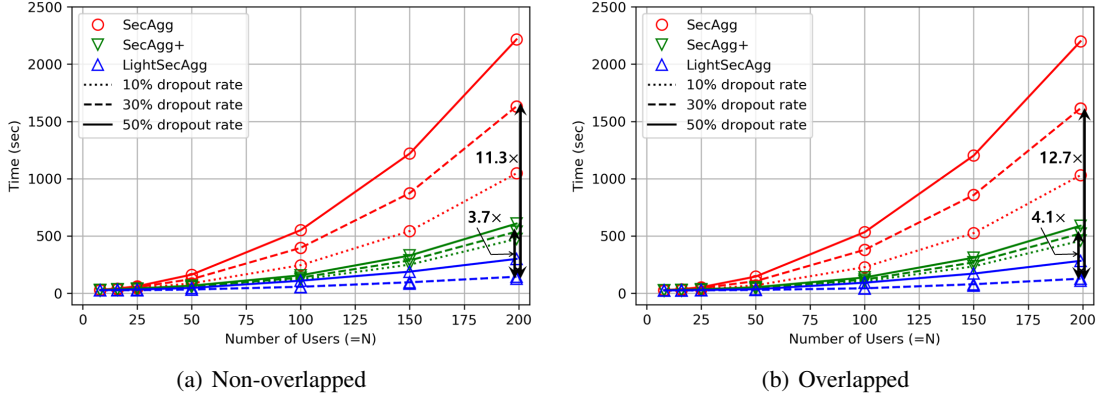 2500
2000
1500
1000
500
0
Time (sec)
SecAgg
SecAgg+
LightSecAgg
10% dropout rate
30% dropout rate
50% dropout rate
11.3×
3.7×
0 25 50 75 100 125 150 175 200
Number of Users (=N)
(a) Non-overlapped
2500
2000
1500
1000
500
0
Time (sec)
SecAgg
SecAgg+
LightSecAgg
10% dropout rate
30% dropout rate
50% dropout rate
12.7×
4.1×
0 25 50 75 100 125 150 175 200
Number of Users (=N)
(b) Overlapped